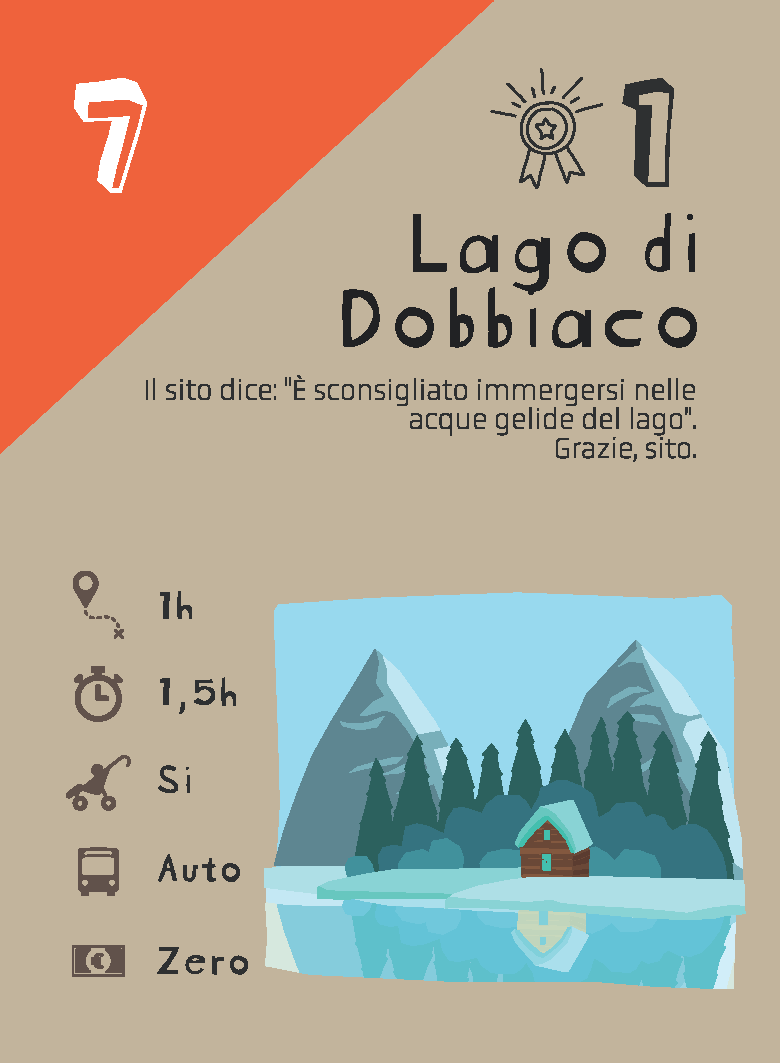 7
1
Lago di
Dobbiaco
Il sito dice: "È sconsigliato immergersi nelle
acque gelide del lago".
Grazie, sito.
1h
1,5h
Si
Auto
Zero